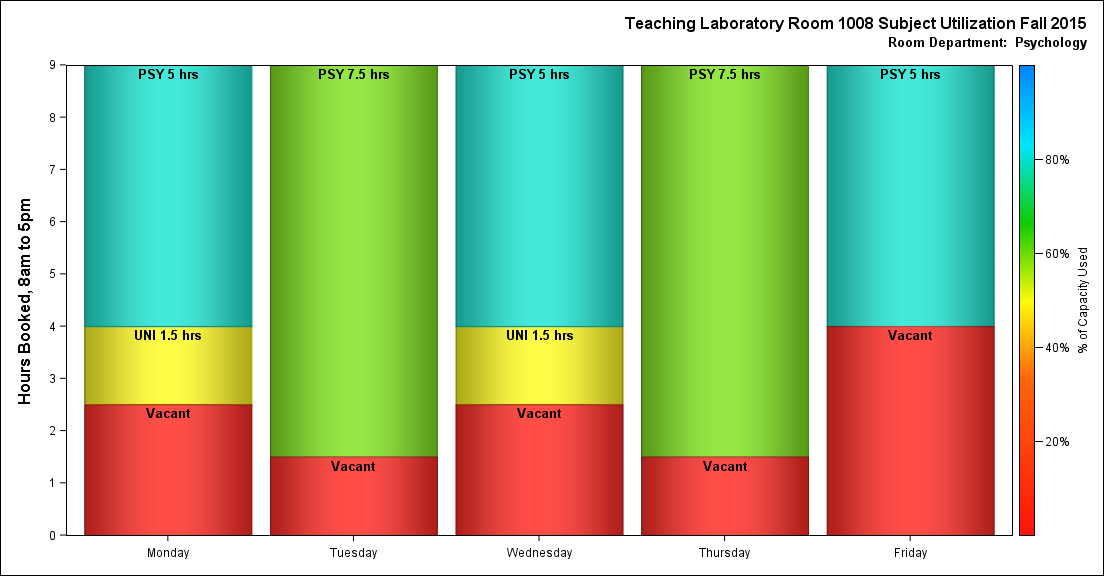 Teaching Laboratory Room 1008 Subject Utilization Fall 2015
Room Department:  Psychology
Hours Booked, 8am to 5pm
9
8
7
6
5
4
3
2
1
0
PSY 5 hrs
UNI 1.5 hrs
Vacant
PSY 7.5 hrs
Vacant
PSY 5 hrs
UNI 1.5 hrs
Vacant
PSY 7.5 hrs
Vacant
PSY 5 hrs
Vacant
Monday
Tuesday
Wednesday
Thursday
Friday
80%
60%
40%
20%
% of Capacity Used